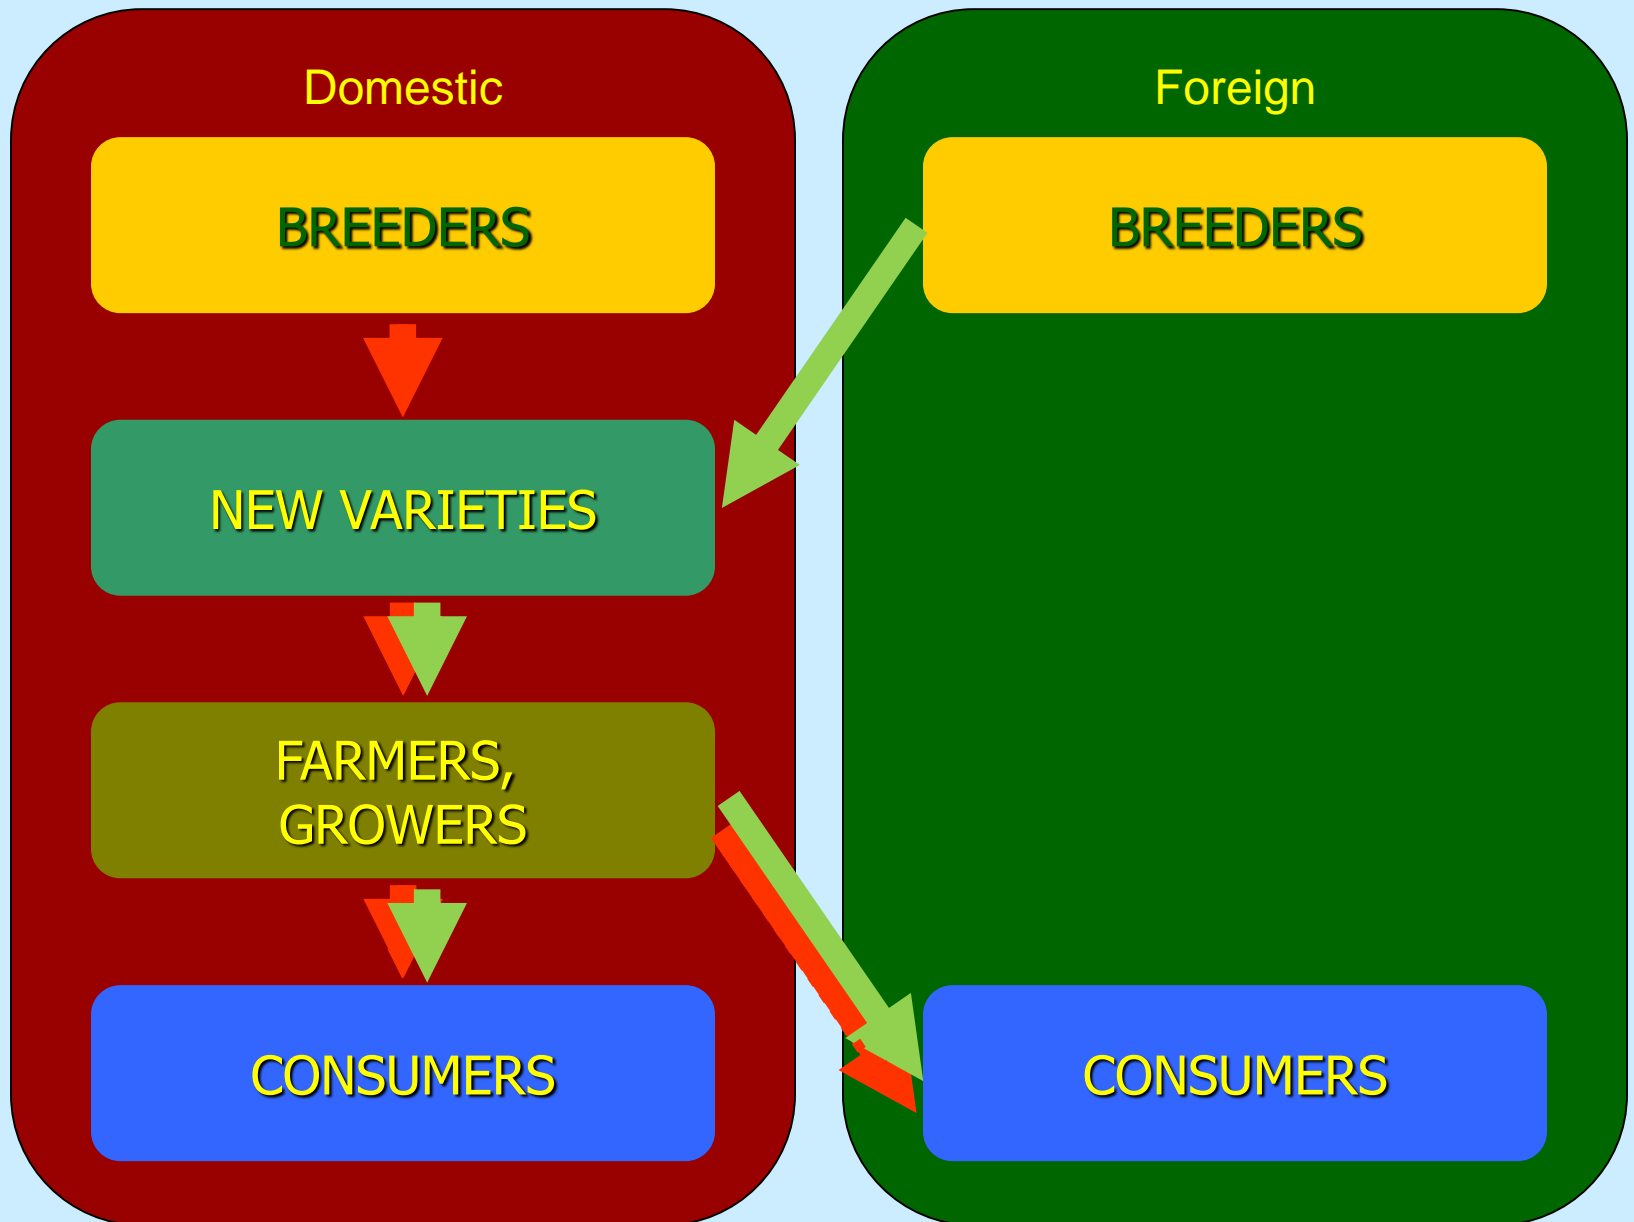 Domestic
BREEDERS
NEW VARIETIES
FARMERS,
GROWERS
CONSUMERS
Foreign
BREEDERS
CONSUMERS